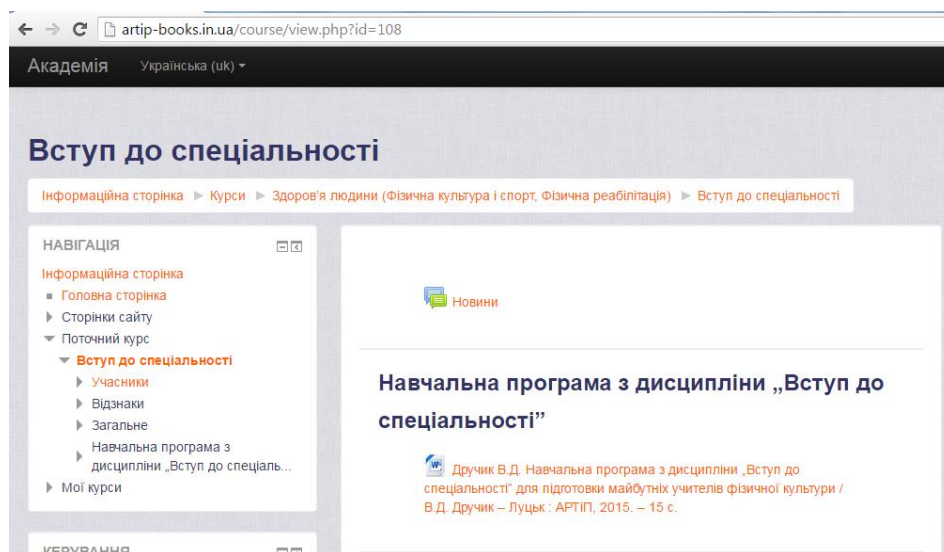 artip-books.in.ua/course/view.php?id=108
Академія Українська (uk)
Вступ до спеціальності
Інформаційна сторінка Курси Здоров'я людини (Фізична культура і спорт, Фізична реабілітація) Вступ до спеціальності
НАВІГАЦІЯ
Інформаційна сторінка
Головна сторінка
Сторінки сайту
Поточний курс
Вступ до спеціальності
Учасники
Відзнаки
Загальне
Навчальна програма з
дисципліни „Вступ до спеціаль...
Мої курси
КЕРУВАННЯ
Новини
Навчальна програма з дисципліни „Вступ до
спеціальності”
Дручик В.Д. Навчальна програма з дисципліни „Вступ до
спеціальності” для підготовки майбутніх учителів фізичної культури /
В.Д. Дручик – Луцьк : АРТіП, 2015. – 15 с.